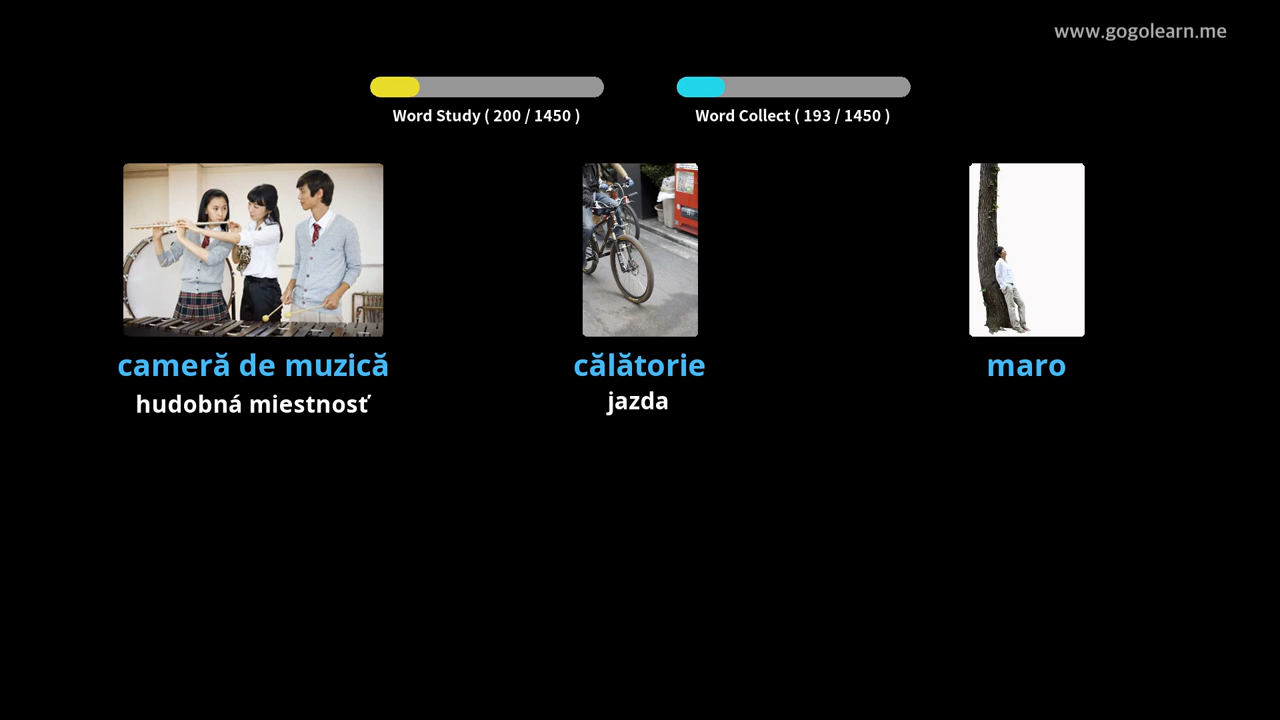 www.gogolearn.me
Word Study ( 200 / 1450 )
Word Collect ( 193 / 1450 )
cameră de muzică
hudobná miestnosť
călătorie
jazda
maro